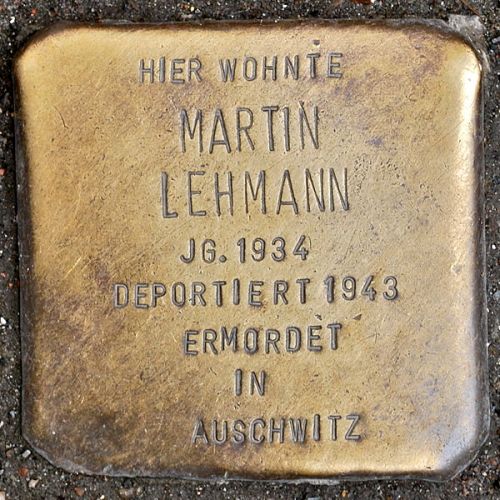 HIER WOHNTE
MARTIN
LEHMANN
JG. 1934
DEPORTIERT 1943
ERMORDET
IN
AUSCHWITZ